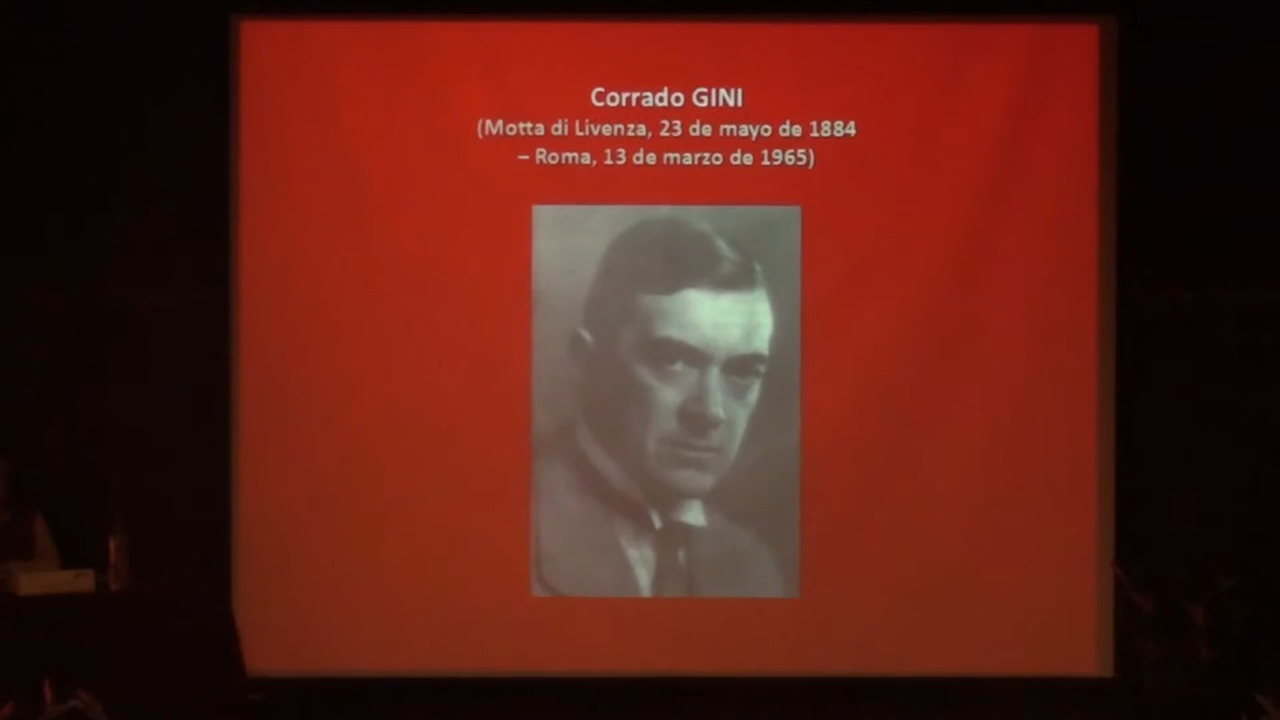 Corrado GINI
(Motta di Livenza, 23 de mayo de 1884
– Roma, 13 de marzo de 1965)